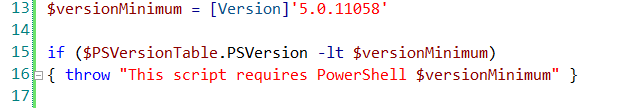 13 $versionMinimum = [Version]'5.0.11058'
14
15 if ($PSVersionTable.PSVersion -lt $versionMinimum)
16 { throw "This script requires PowerShell $versionMinimum" }
17